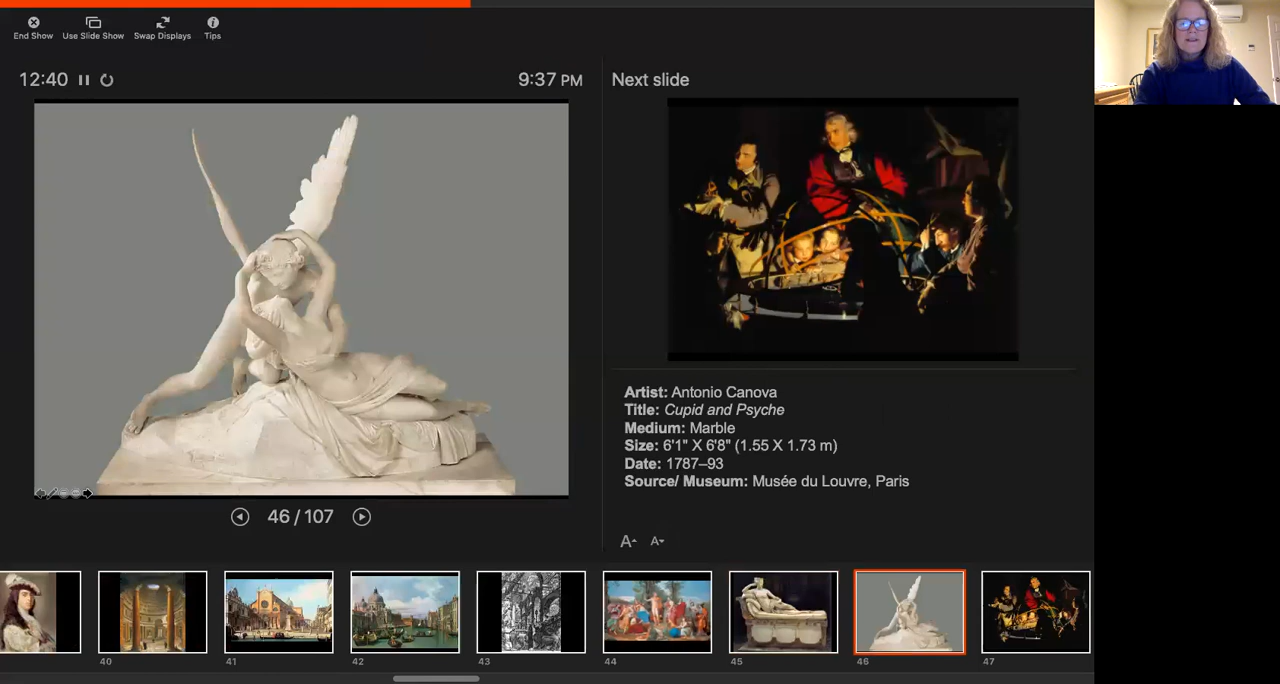 End Show Use Slide Show Swap Displays Tips
12:40 9:37 PM
Next slide
Artist: Antonio Canova
Title: Cupid and Psyche
Medium: Marble
Size: 6'1" X 6'8" (1.55 X 1.73 m)
Date: 1787–93
Source/ Museum: Musée du Louvre, Paris
46 / 107
A A
40 41 42 43 44 45 46 47